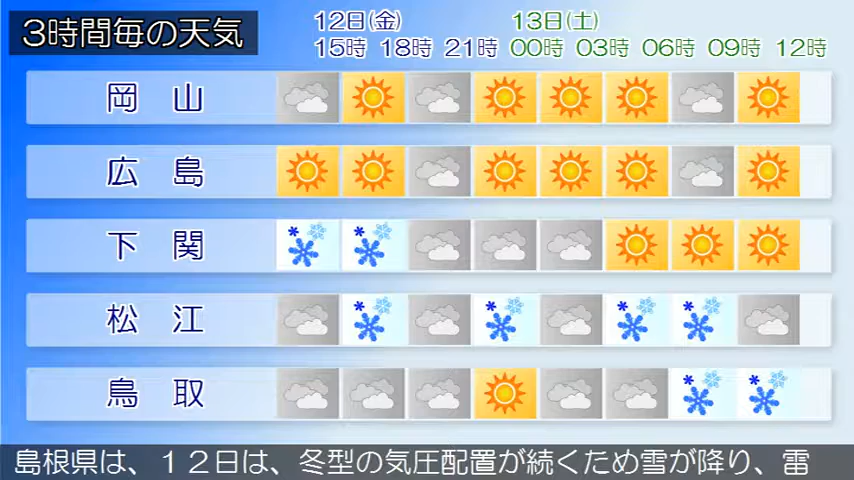 3時間毎の天気
12日(金) 13日(土)
15時 18時 21時 00時 03時 06時 09時 12時
岡 山
広 島
下 関
松 江
鳥 取
島根県は、１２日は、冬型の気圧配置が続くため雪が降り、雷